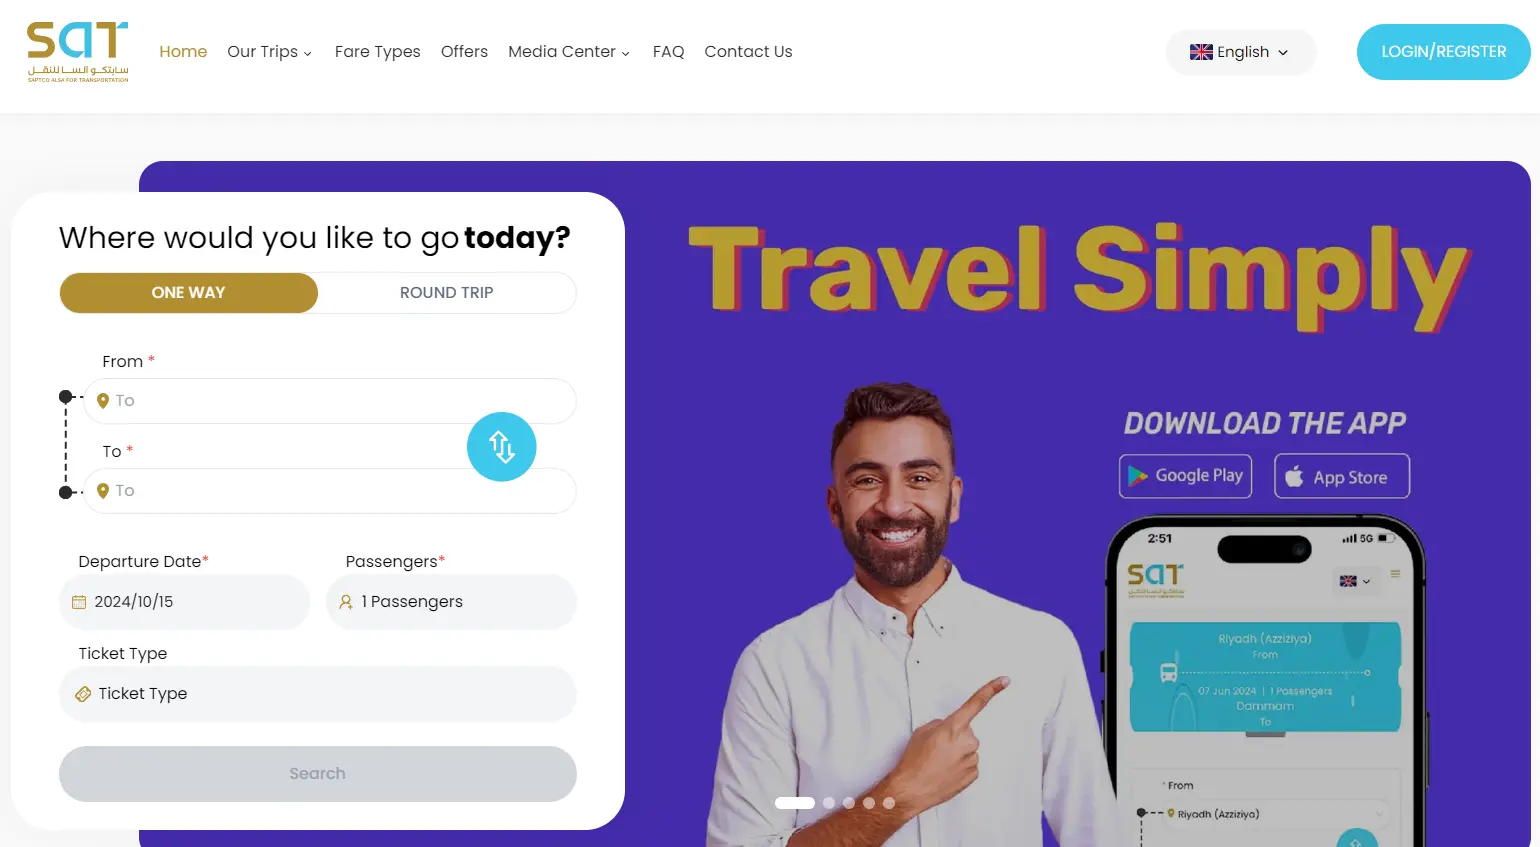 SAT
سابتكو السا للنقل
SAPTCO ALSA FOR TRANSPORTATION
Home
Our Trips
Fare Types
Offers
Media Center
FAQ
Contact Us
English
LOGIN/REGISTER
Where would you like to go today?
ONE WAY
ROUND TRIP
From *
To
To *
To
Departure Date*
Passengers*
2024/10/15
1 Passengers
Ticket Type
Ticket Type
Search
Travel Simply
DOWNLOAD THE APP
Google Play
App Store
2:51
5G
SAT
Riyadh (Azziziya)
From
07 Jun 2024 | 1 Passengers
Dammam
To
* From
Riyadh (Azziziya)